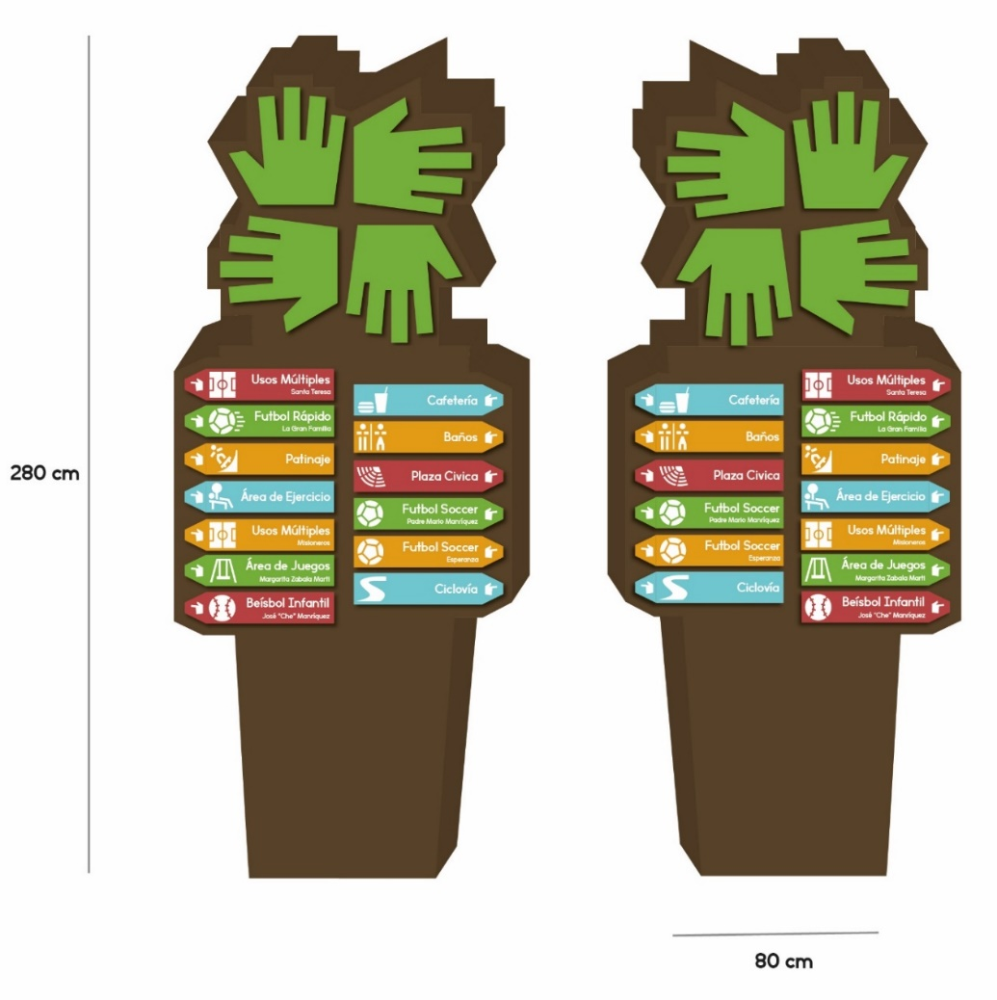 280 cm
Usos Múltiples
Santa Teresa
Futbol Rápido
La Gran Familia
Patinaje
Área de Ejercicio
Usos Múltiples
Misioneros
Área de Juegos
Margarita Zabala Martí
Beísbol Infantil
José "Che" Manríquez
Cafetería
Baños
Plaza Civica
Futbol Soccer
Padre Mario Manríquez
Futbol Soccer
Esperanza
Ciclovía
Cafetería
Baños
Plaza Civica
Futbol Soccer
Padre Mario Manríquez
Futbol Soccer
Esperanza
Ciclovía
Usos Múltiples
Santa Teresa
Futbol Rápido
La Gran Familia
Patinaje
Área de Ejercicio
Usos Múltiples
Misioneros
Área de Juegos
Margarita Zabala Martí
Beísbol Infantil
José "Che" Manríquez
80 cm